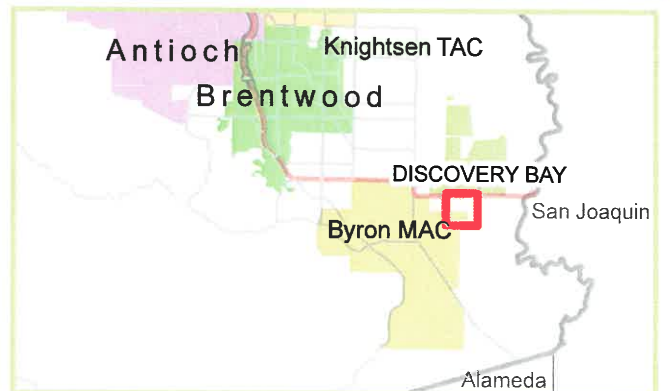 Antioch
Knightsen TAC
Brentwood
DISCOVERY BAY
San Joaquin
Byron MAC
Alameda